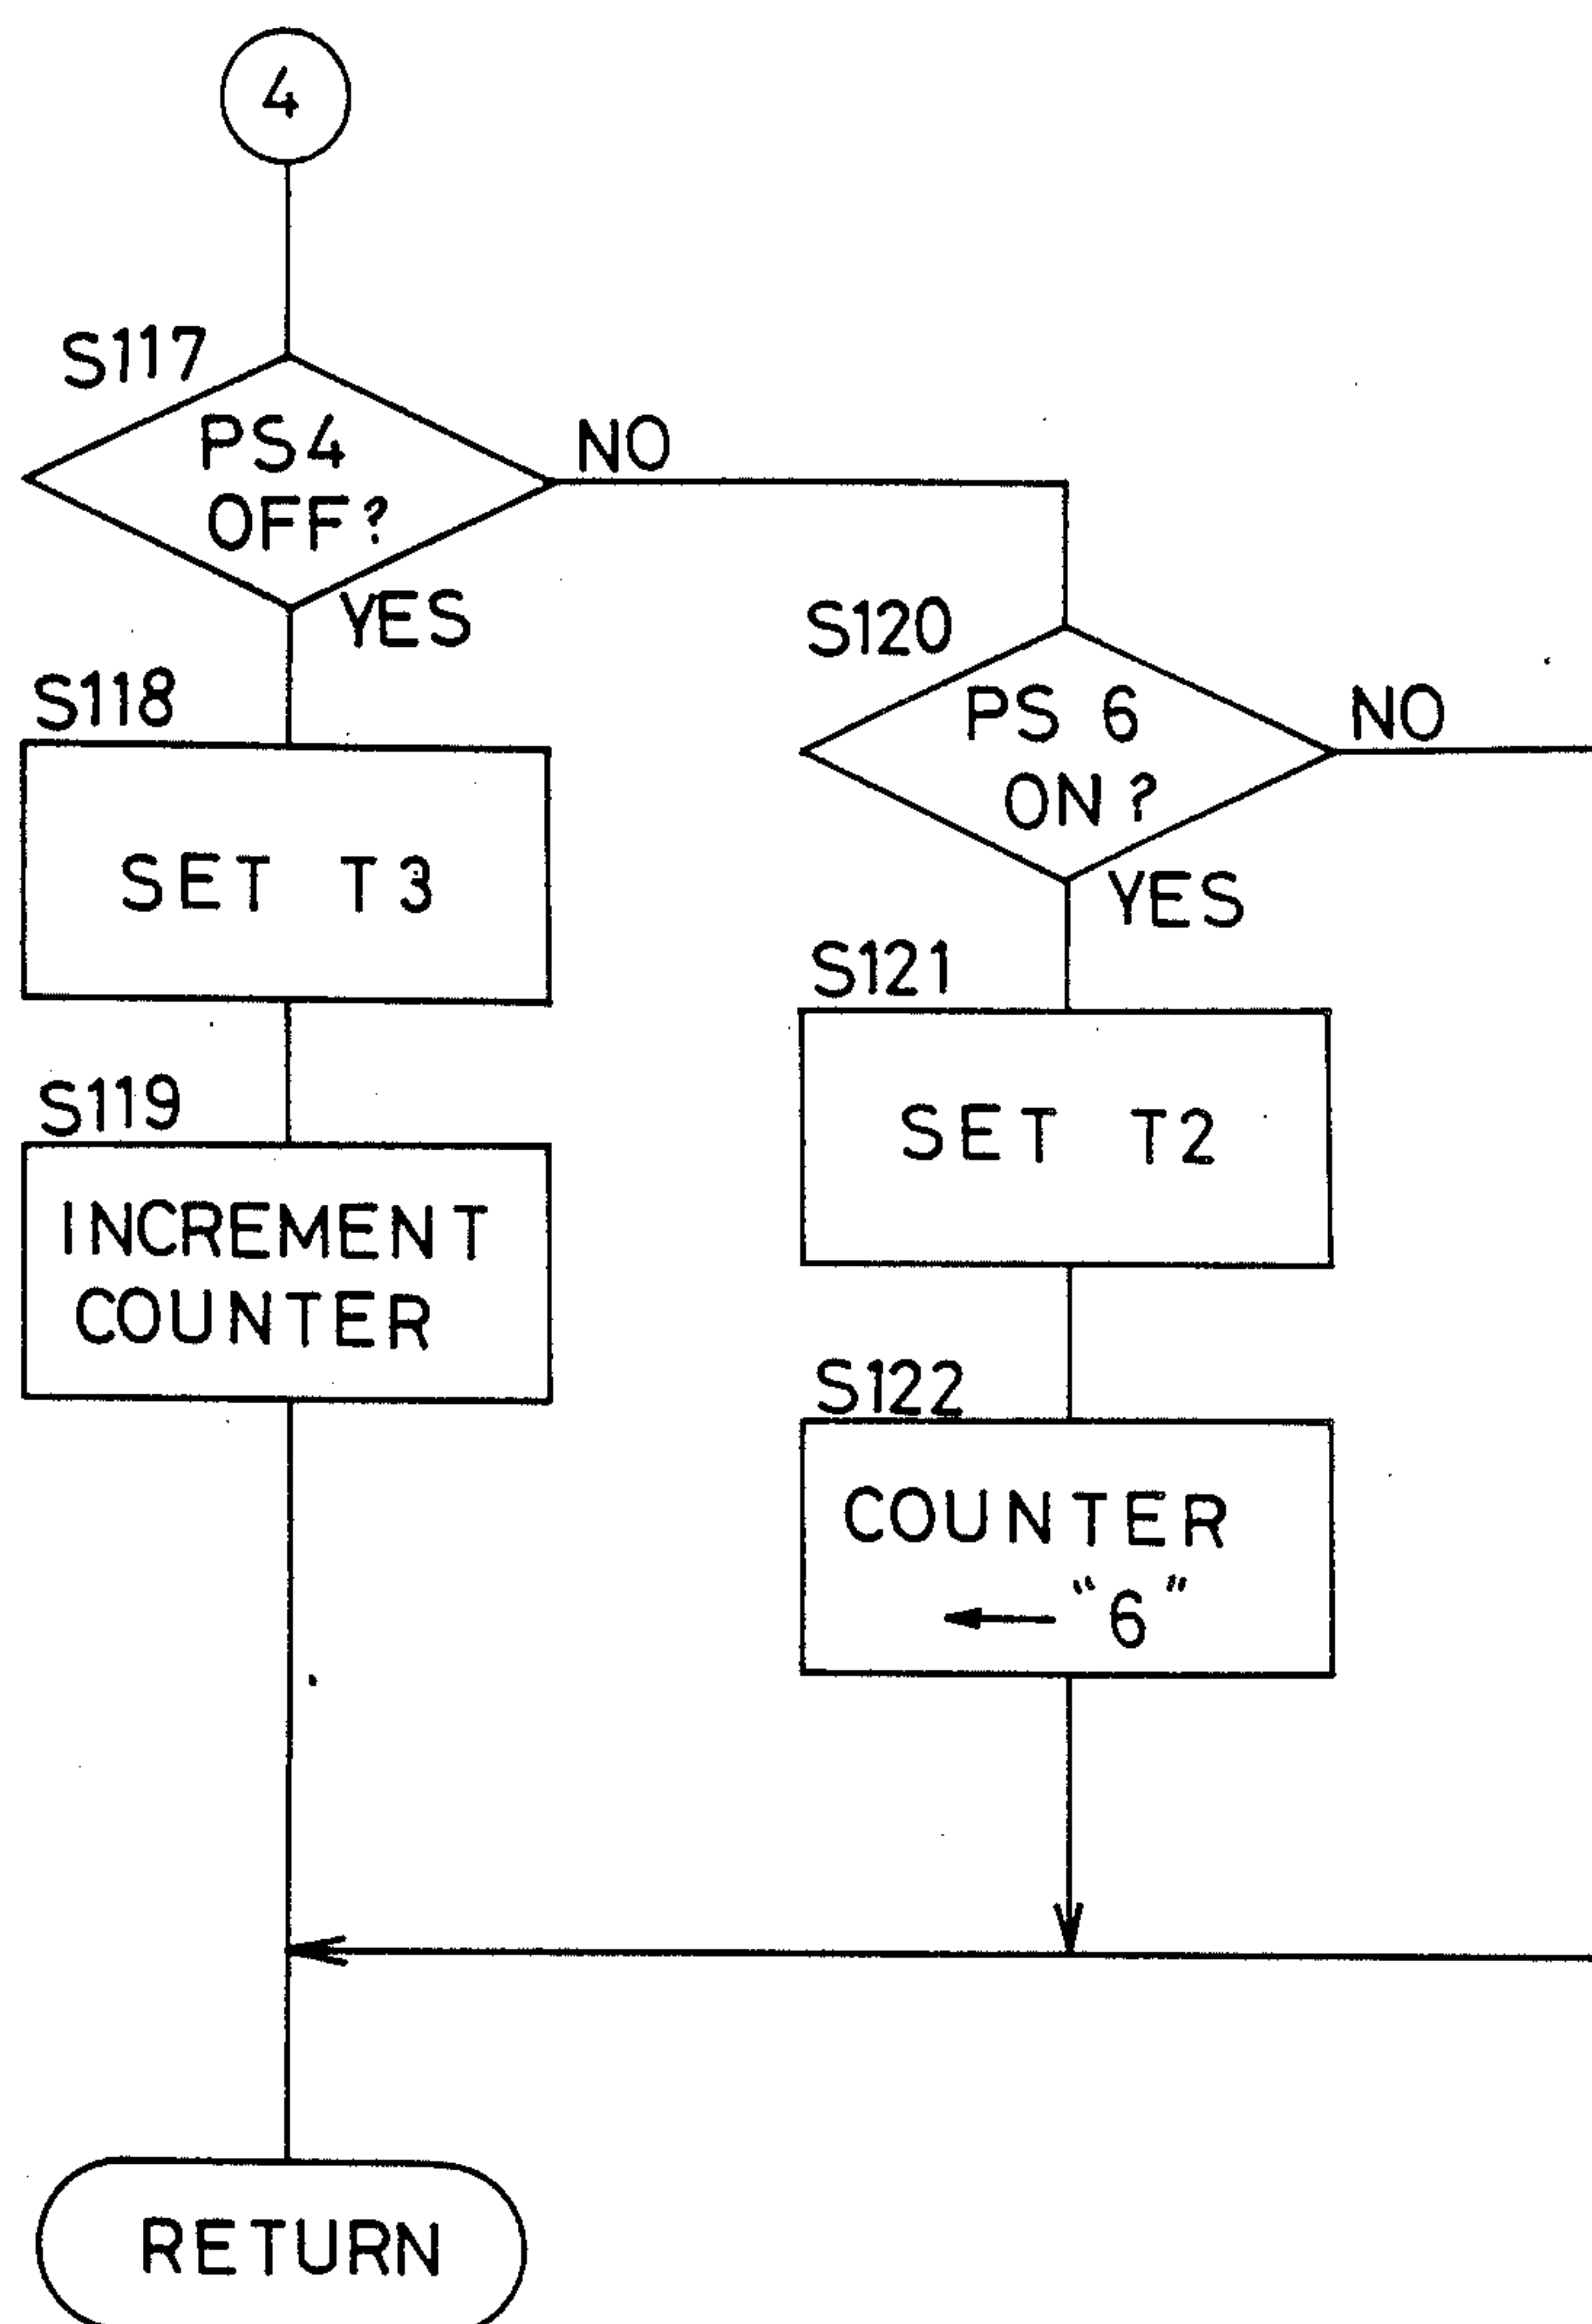 4
S117
PS4
OFF?
NO
YES
S118
SET T3
S119
INCREMENT
COUNTER
S120
PS 6
ON?
NO
YES
S121
SET T2
S122
COUNTER
← "6"
RETURN